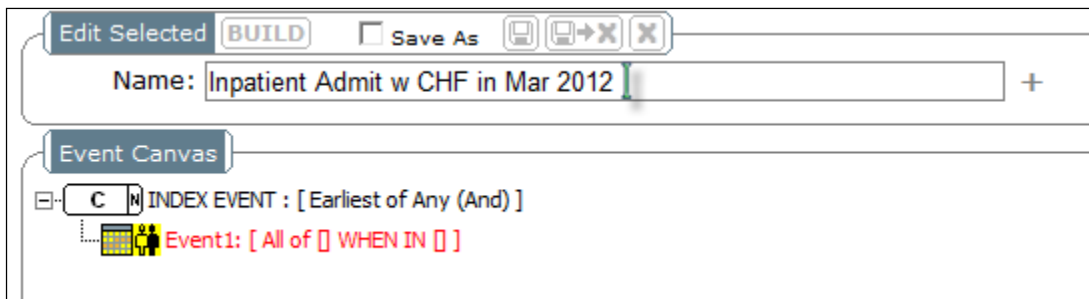 Edit Selected BUILD Save As
Name: Inpatient Admit w CHF in Mar 2012
Event Canvas
C N INDEX EVENT : [ Earliest of Any (And) ]
Event1: [ All of [] WHEN IN [] ]